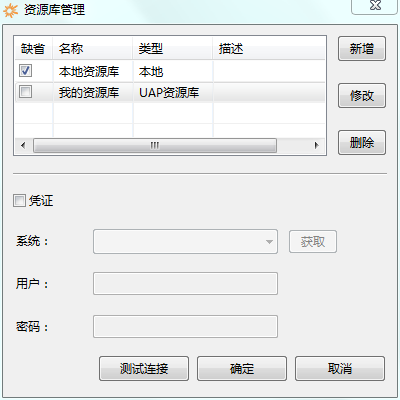 资源库管理
缺省 名称 类型 描述
本地资源库 本地
我的资源库 UAP资源库
新增
修改
删除
凭证
系统： 获取
用户：
密码：
测试连接 确定 取消